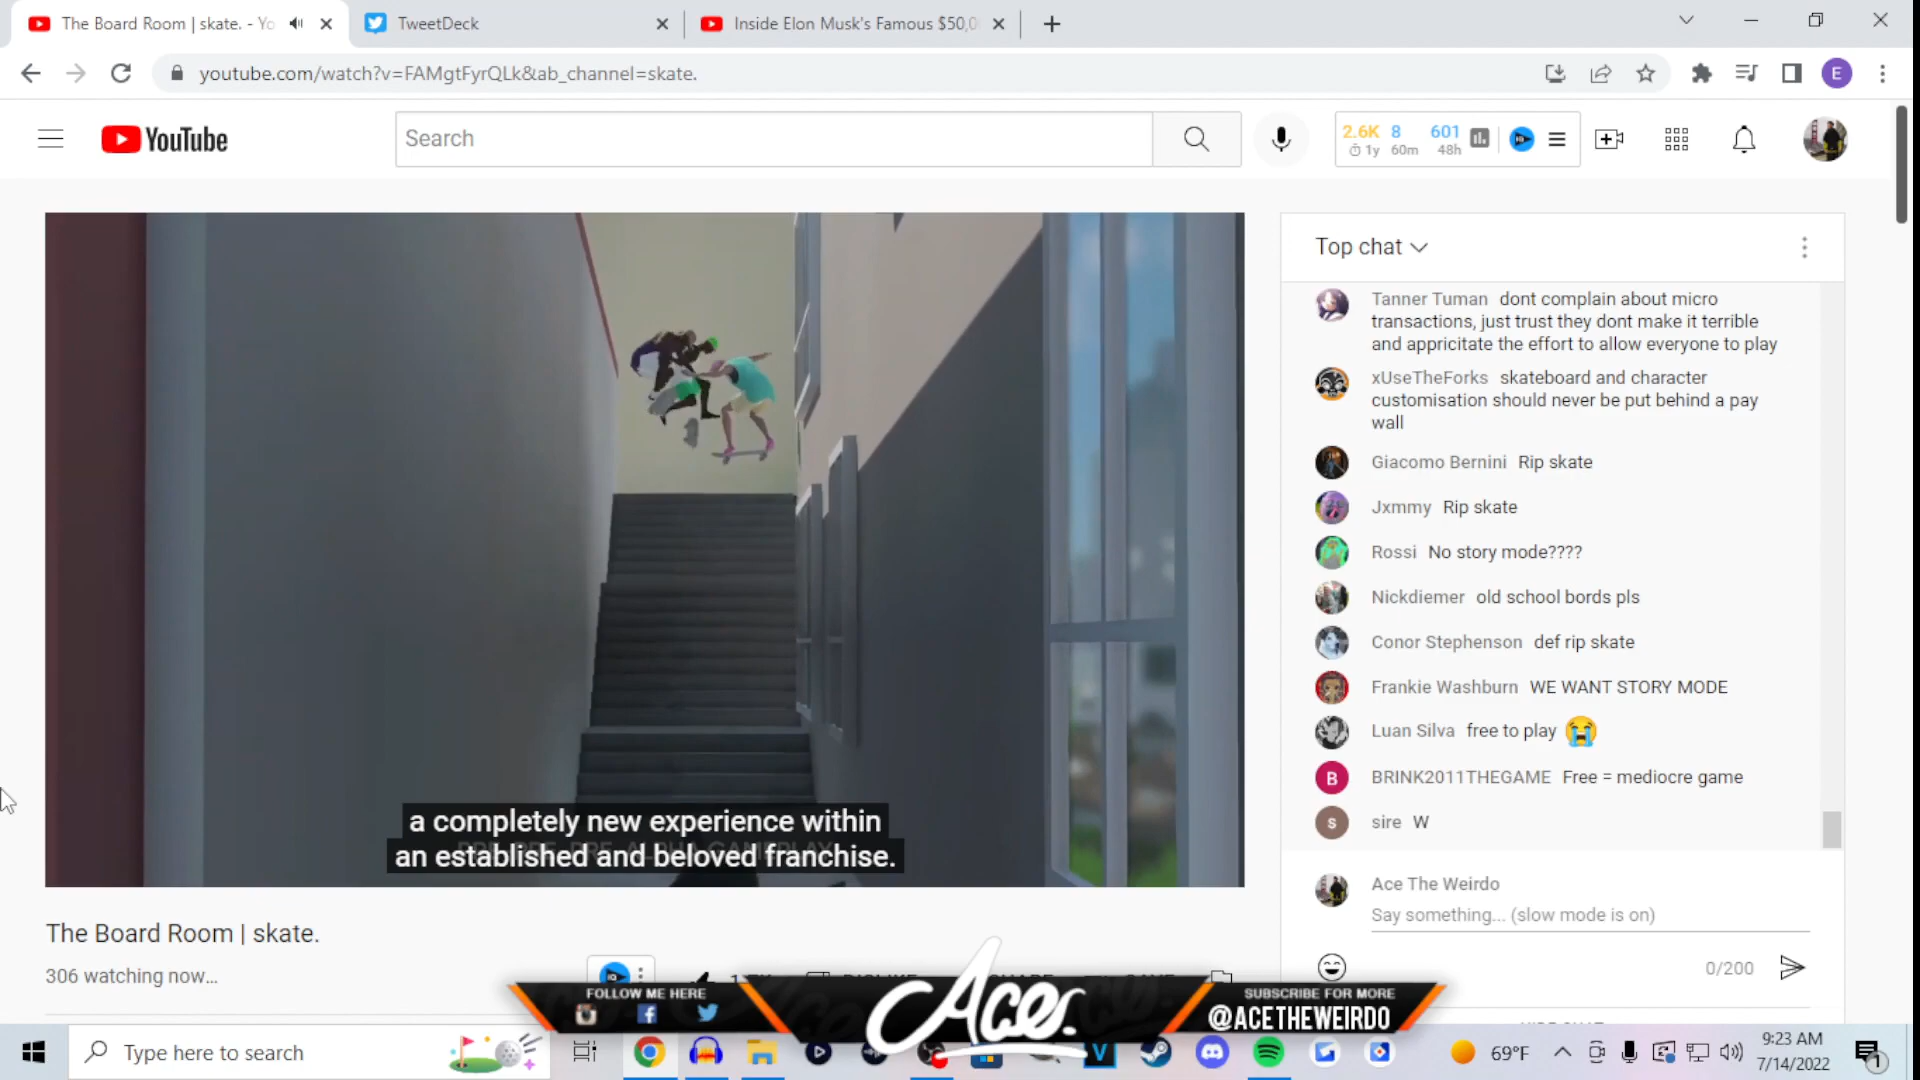 The Board Room | skate. - Yo
TweetDeck
Inside Elon Musk's Famous $50,0
youtube.com/watch?v=FAMgtFyrQLk&ab_channel=skate.
E
YouTube
Search
2.6K 8 601
1y 60m 48h
Top chat
Tanner Tuman dont complain about micro
transactions, just trust they dont make it terrible
and appricitate the effort to allow everyone to play
xUseTheForks skateboard and character
customisation should never be put behind a pay
wall
Giacomo Bernini Rip skate
Jxmmy Rip skate
Rossi No story mode????
Nickdiemer old school bords pls
Conor Stephenson def rip skate
Frankie Washburn WE WANT STORY MODE
Luan Silva free to play
B BRINK2011THEGAME Free = mediocre game
s sire W
a completely new experience within
an established and beloved franchise.
Ace The Weirdo
Say something... (slow mode is on)
0/200
The Board Room | skate.
306 watching now...
FOLLOW ME HERE
Ace.
SUBSCRIBE FOR MORE
@ACETHEWEIRDO
Type here to search
69°F
9:23 AM
7/14/2022
1